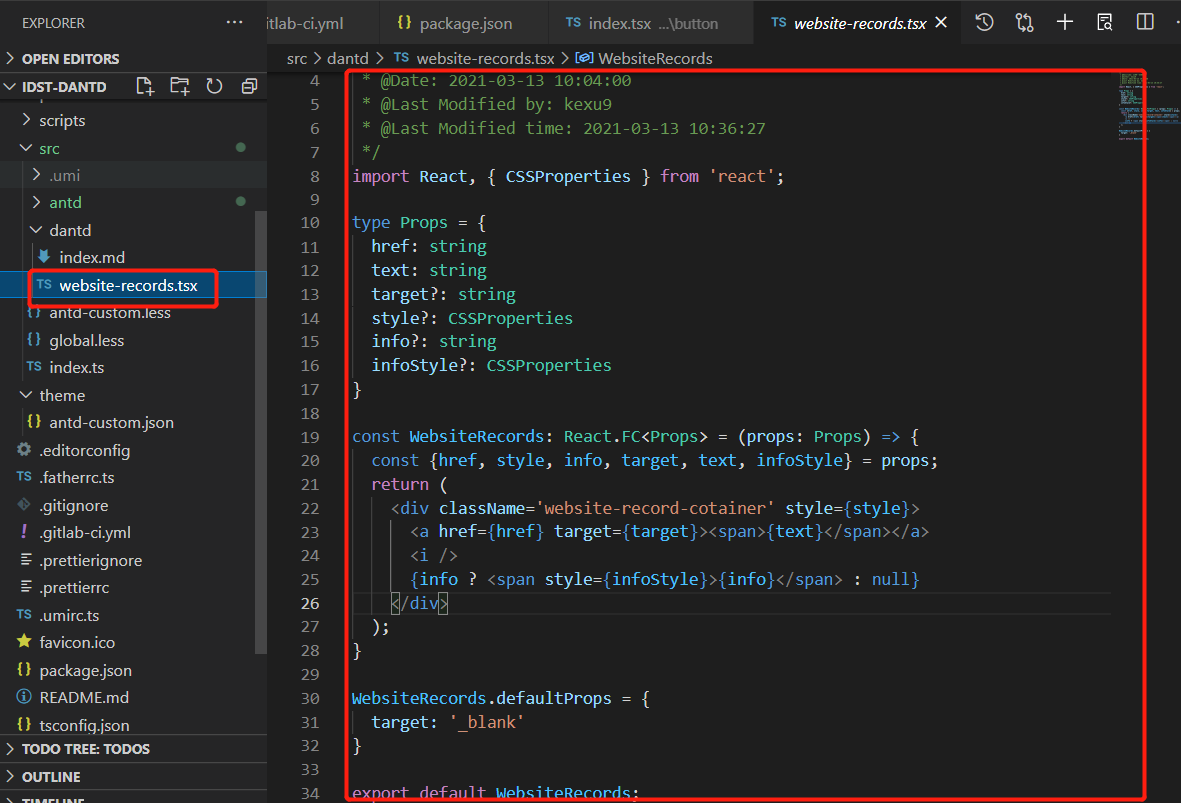 EXPLORER
...
itlab-ci.yml
{} package.json
TS index.tsx ...\button
TS website-records.tsx
OPEN EDITORS
IDST-DANTD
scripts
src
.umi
antd
dantd
index.md
TS website-records.tsx
{} antd-custom.less
{} global.less
TS index.ts
theme
{} antd-custom.json
.editorconfig
TS .fatherrc.ts
.gitignore
! .gitlab-ci.yml
.prettierignore
.prettierrc
TS .umirc.ts
favicon.ico
{} package.json
README.md
{} tsconfig.json
TODO TREE: TODOS
OUTLINE
TIMELINE
src > dantd > TS website-records.tsx > WebsiteRecords
4 * @Date: 2021-03-13 10:04:00
5 * @Last Modified by: kexu9
6 * @Last Modified time: 2021-03-13 10:36:27
7 */
8 import React, { CSSProperties } from 'react';
9
10 type Props = {
11 href: string
12 text: string
13 target?: string
14 style?: CSSProperties
15 info?: string
16 infoStyle?: CSSProperties
17 }
18
19 const WebsiteRecords: React.FC<Props> = (props: Props) => {
20 const {href, style, info, target, text, infoStyle} = props;
21 return (
22 <div className='website-record-cotainer' style={style}>
23 <a href={href} target={target}><span>{text}</span></a>
24 <i />
25 {info ? <span style={infoStyle}>{info}</span> : null}
26 </div>
27 );
28 }
29
30 WebsiteRecords.defaultProps = {
31 target: '_blank'
32 }
33
34 export default WebsiteRecords;